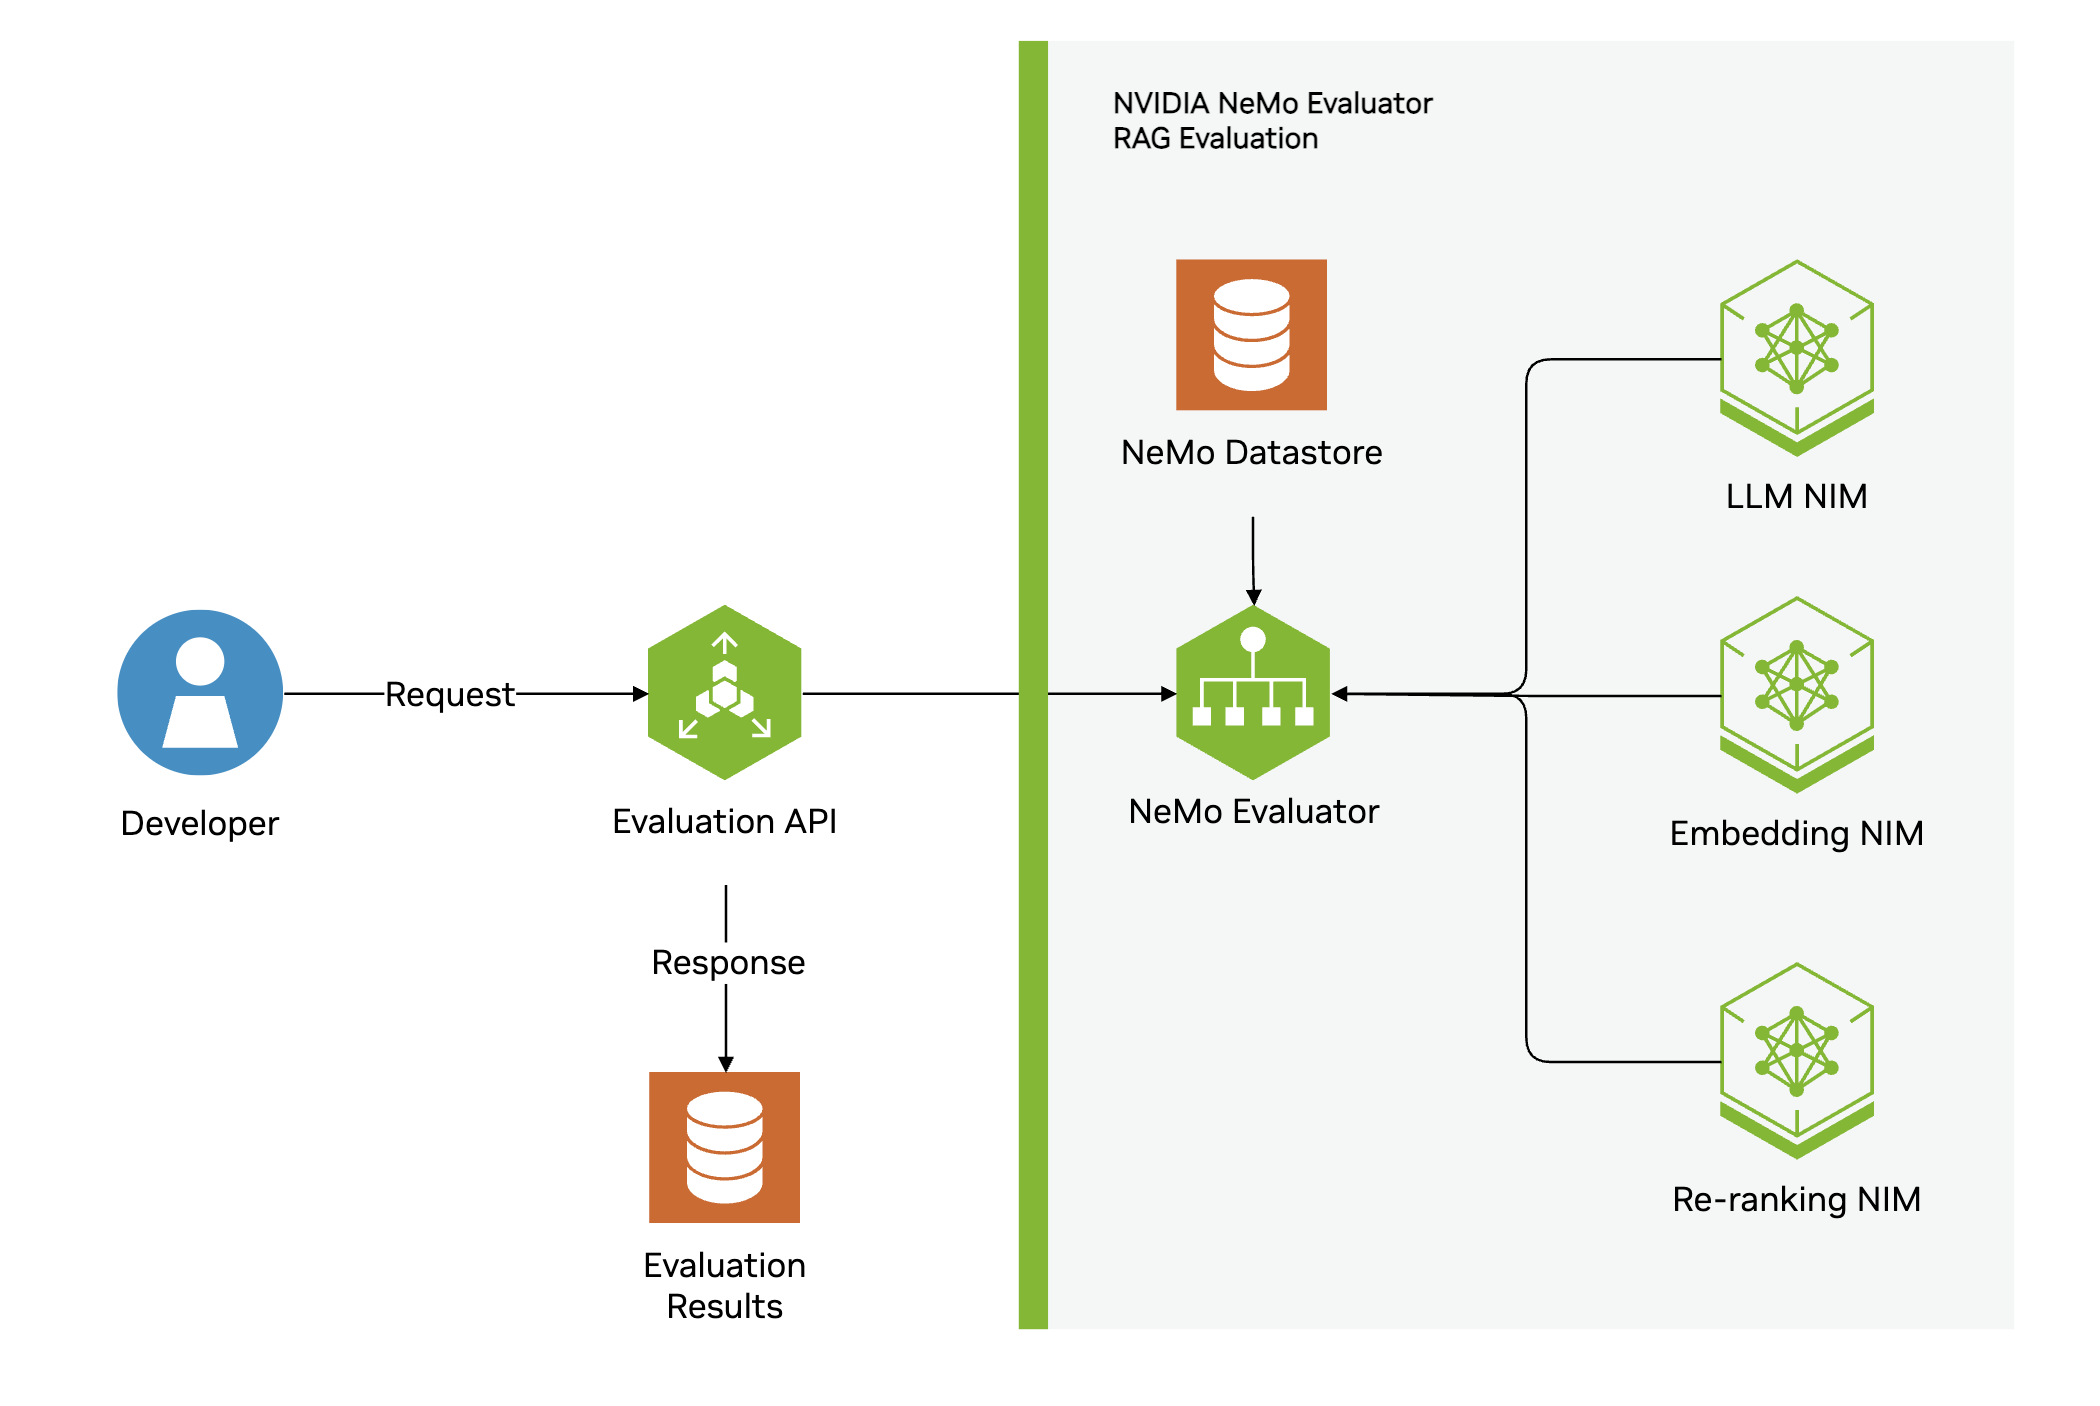 NVIDIA NeMo Evaluator
RAG Evaluation
NeMo Datastore
LLM NIM
Request
Developer
Evaluation API
NeMo Evaluator
Embedding NIM
Response
Re-ranking NIM
Evaluation
Results